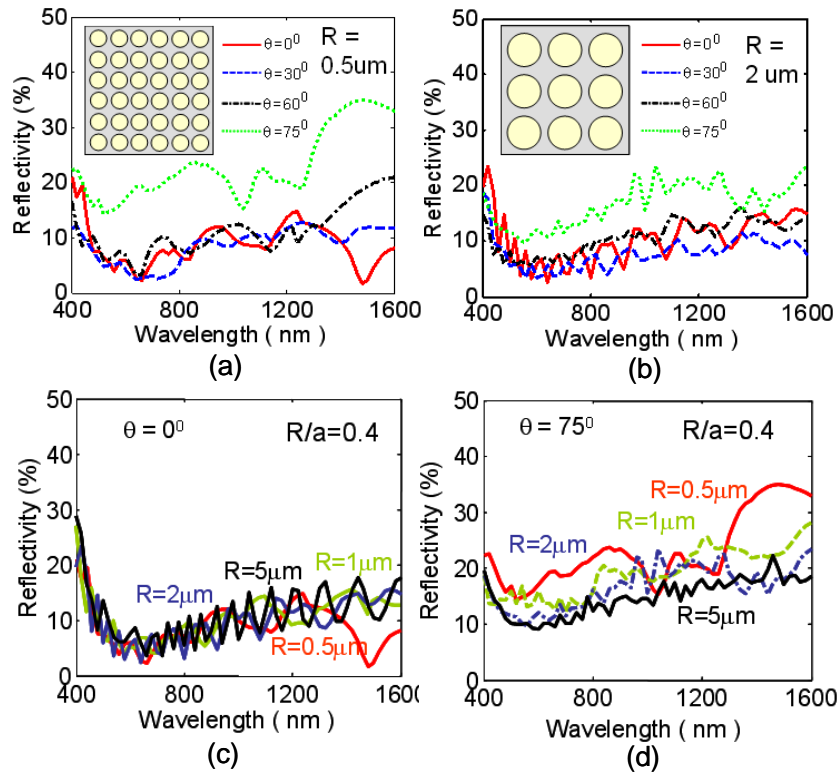 50
40
30
20
10
0
Reflectivity (%)
θ=0⁰
θ=30⁰
θ=60⁰
θ=75⁰
R =
0.5um
400
800
1200
1600
Wavelength ( nm )
(a)
50
40
30
20
10
0
Reflectivity (%)
θ=0⁰
θ=30⁰
θ=60⁰
θ=75⁰
R =
2 um
400
800
1200
1600
Wavelength ( nm )
(b)
50
40
30
20
10
0
Reflectivity (%)
θ = 0⁰
R/a=0.4
R=2μm
R=5μm
R=1μm
R=0.5μm
400
800
1200
1600
Wavelength ( nm )
(c)
50
40
30
20
10
0
Reflectivity (%)
θ = 75⁰
R/a=0.4
R=0.5μm
R=1μm
R=2μm
R=5μm
400
800
1200
1600
Wavelength ( nm )
(d)